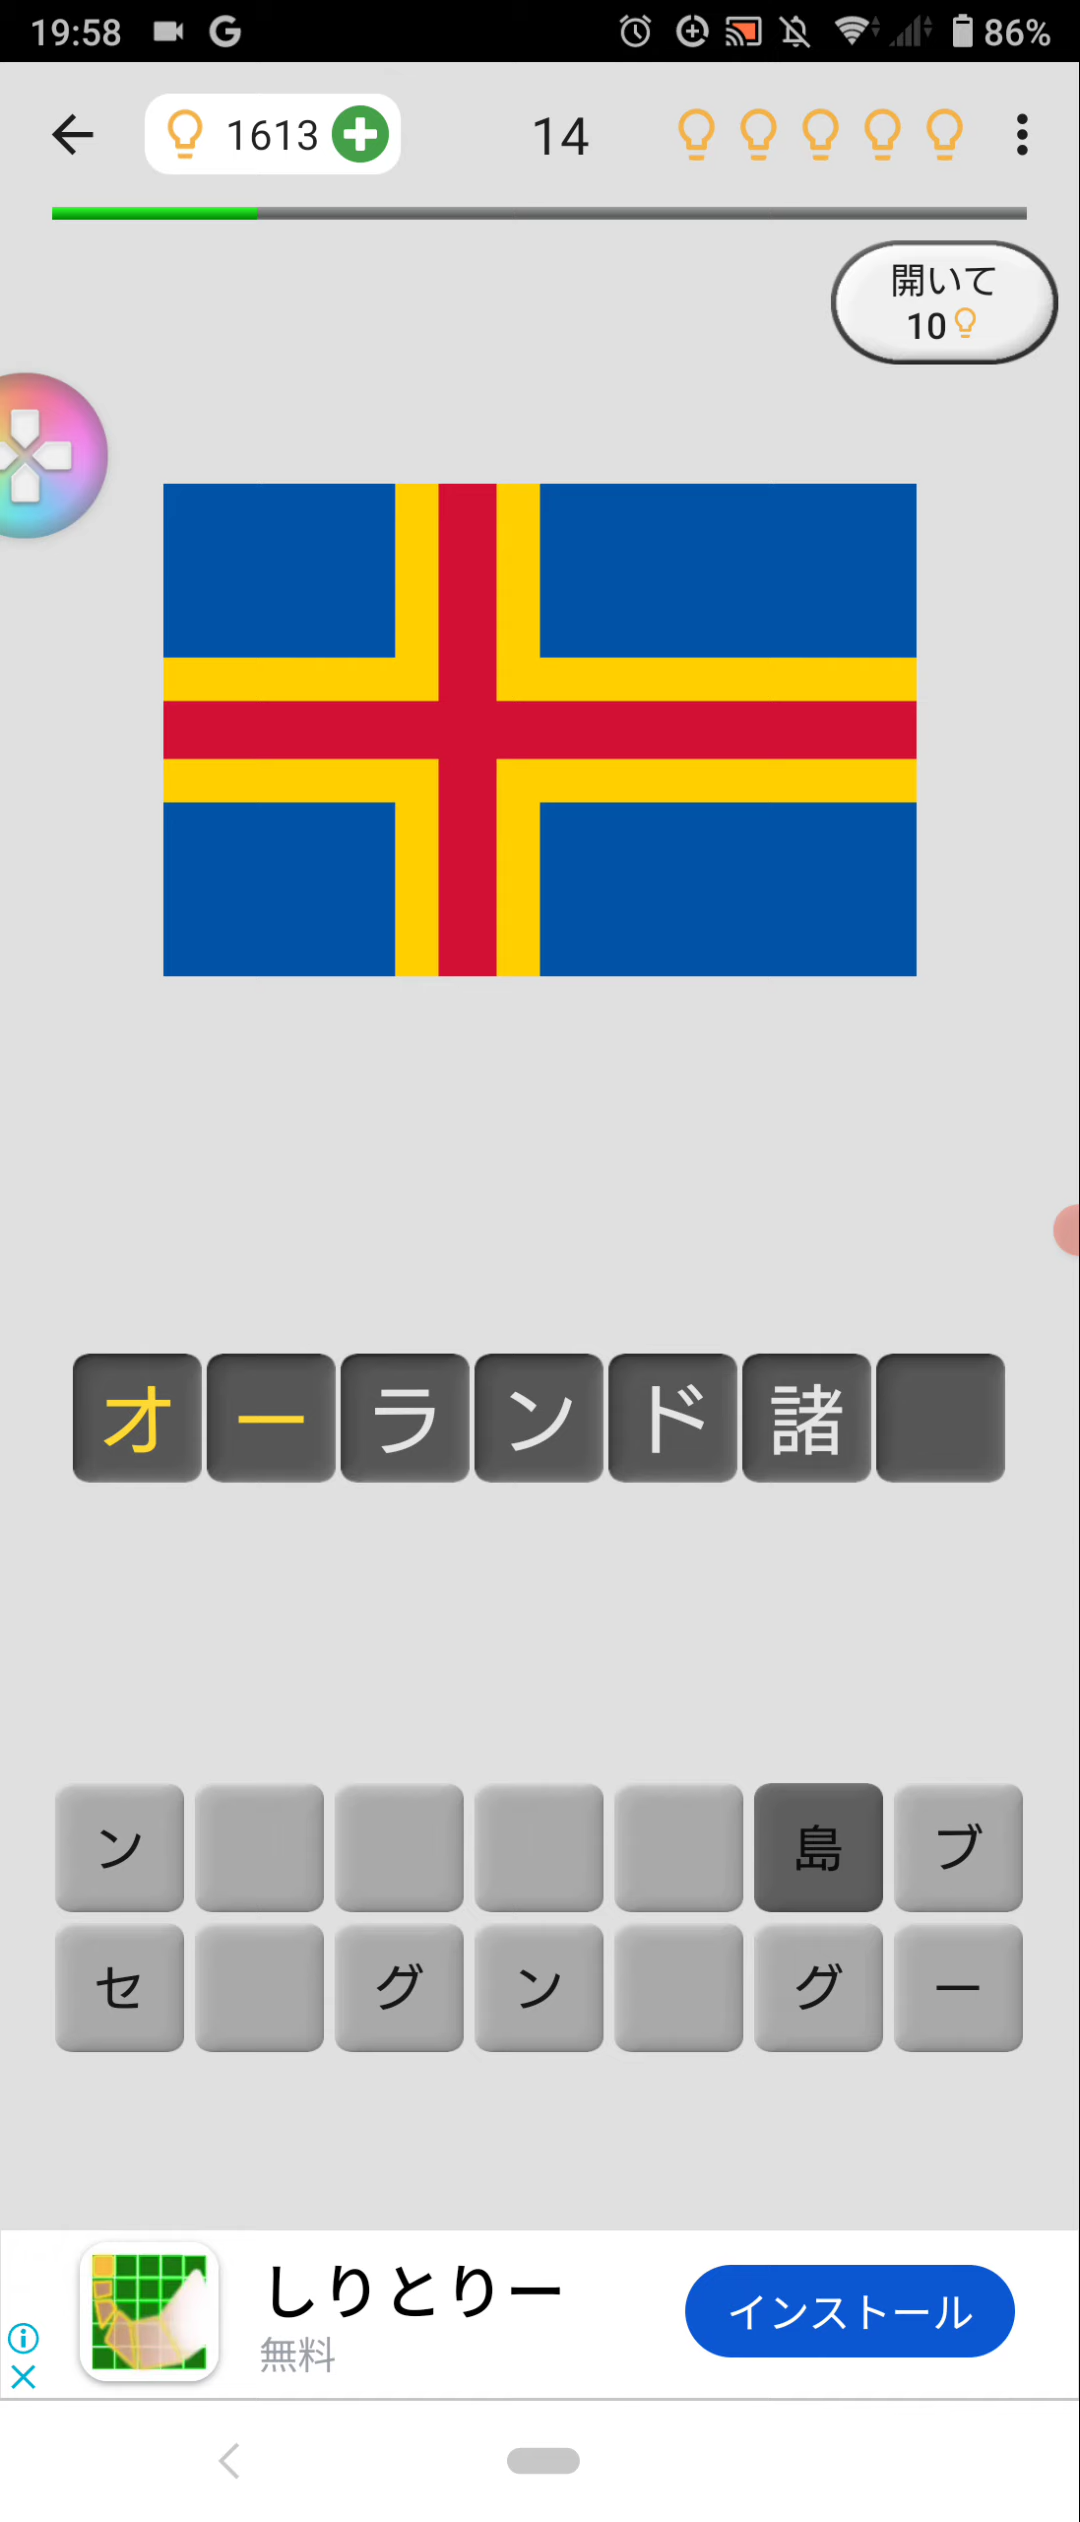 19:58 G 86%
1613 14
開いて
10
オーランド諸
ン 島 ブ
セ グ ン グ ー
しりとりー
無料
インストール